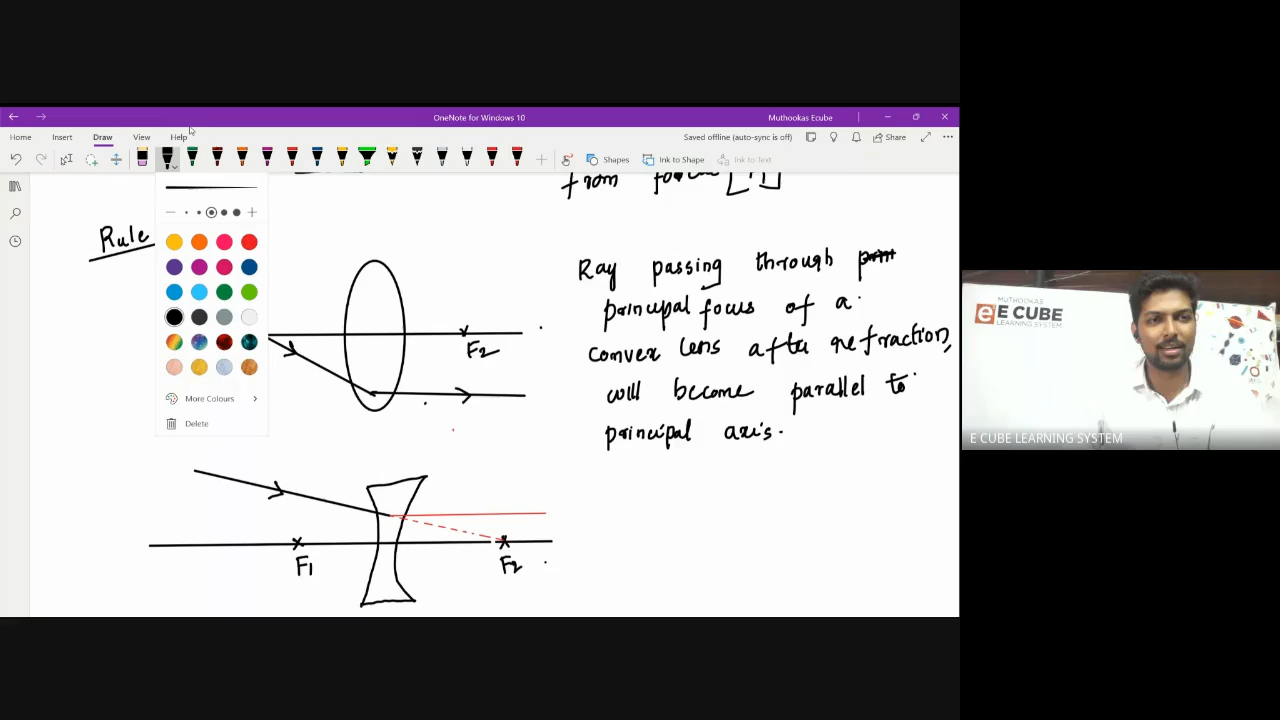 OneNote for Windows 10
Muthookas Ecube
Home Insert Draw View Help
Saved offline (auto-sync is off)
Share
Shapes
Ink to Shape
Ink to Text
from
Rule
More Colours
Delete
F2
Ray passing through
principal focus of a
convex lens after refraction,
will become parallel to
principal axis.
F1
F2
MUTHOOKAS
e E CUBE
LEARNING SYSTEM
E CUBE LEARNING SYSTEM